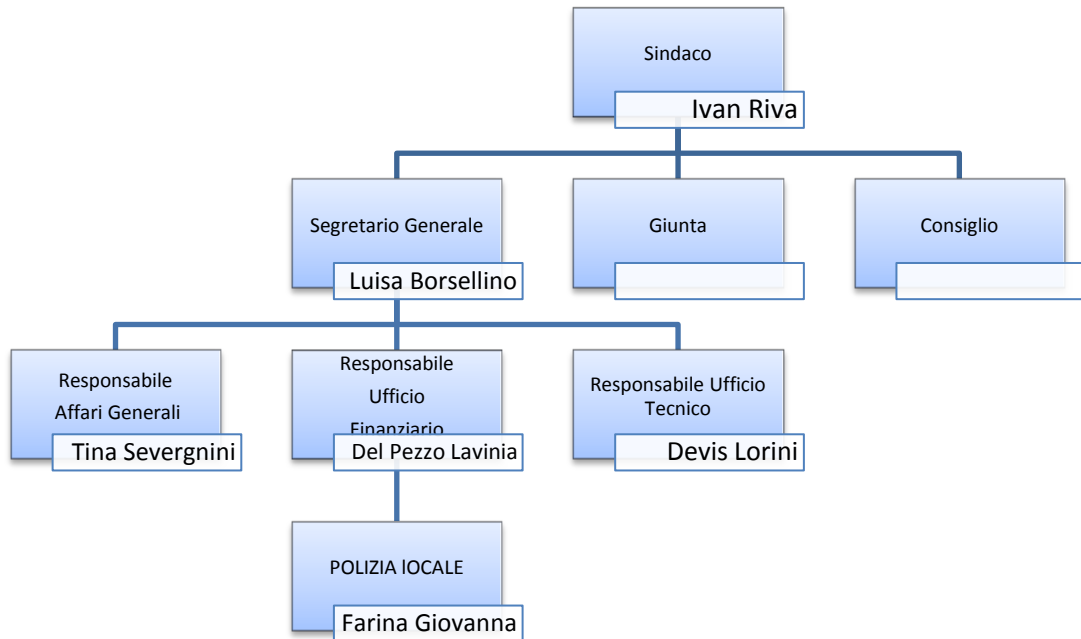 Sindaco
Ivan Riva
Segretario Generale
Luisa Borsellino
Giunta
Consiglio
Responsabile
Affari Generali
Tina Severgnini
Responsabile
Ufficio
Finanziario
Del Pezzo Lavinia
Responsabile Ufficio
Tecnico
Devis Lorini
POLIZIA lOCALE
Farina Giovanna